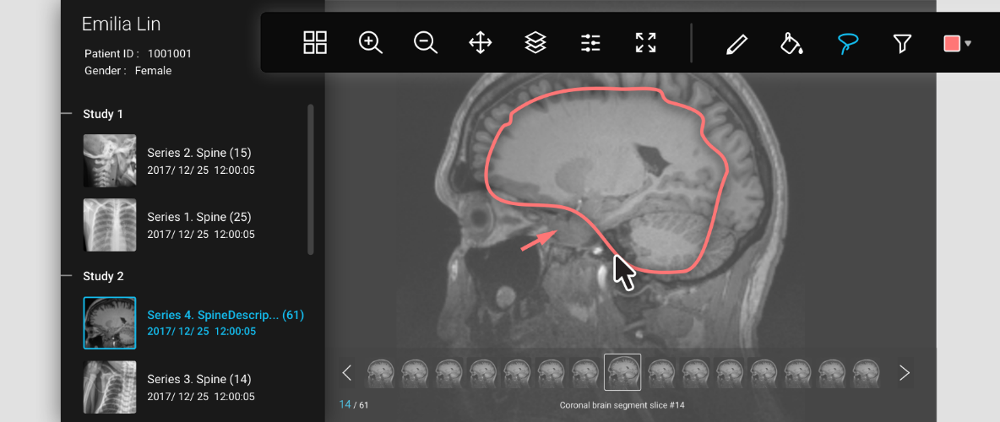 Emilia Lin
Patient ID : 1001001
Gender : Female
Study 1
Series 2. Spine (15)
2017/ 12/ 25 12:00:05
Series 1. Spine (25)
2017/ 12/ 25 12:00:05
Study 2
Series 4. SpineDescrip... (61)
2017/ 12/ 25 12:00:05
Series 3. Spine (14)
2017/ 12/ 25 12:00:05
14 / 61
Coronal brain segment slice #14